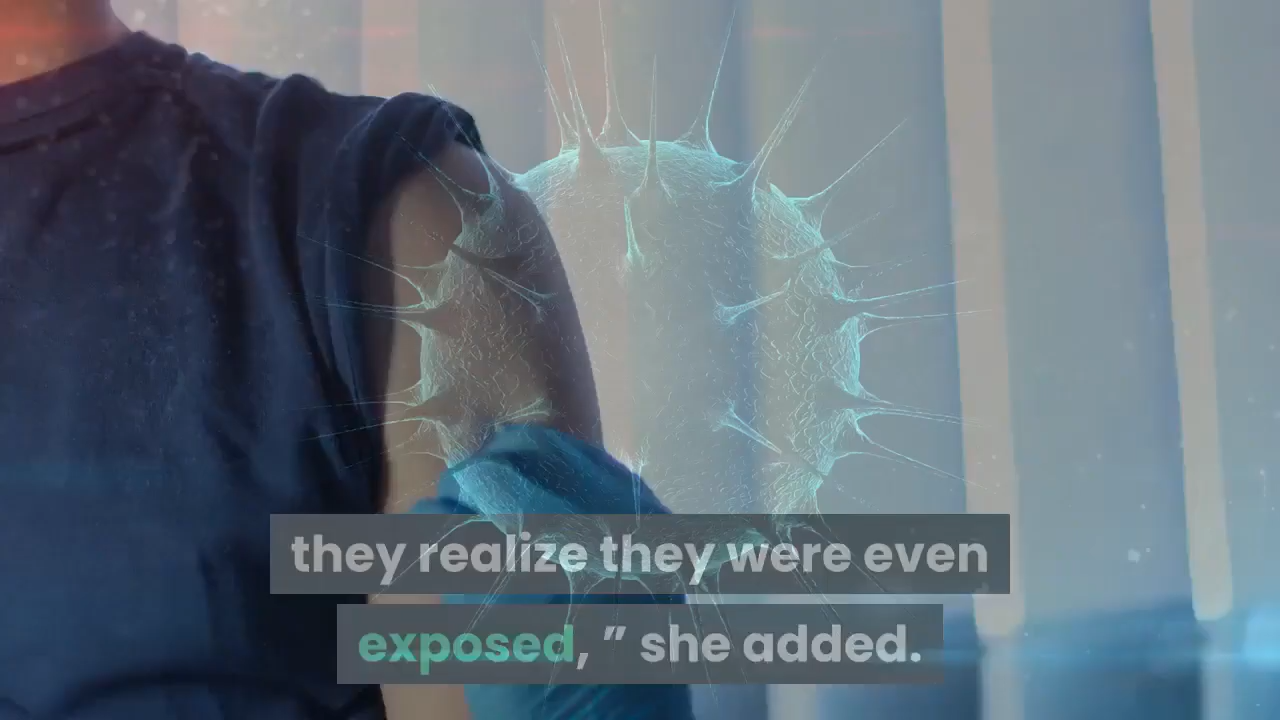 they realize they were even
exposed, ” she added.